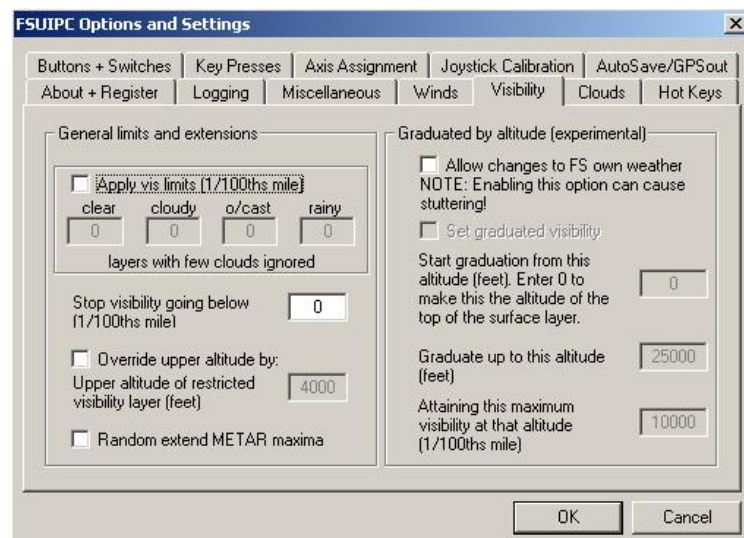 FSUIPC Options and Settings
Buttons + Switches
Key Presses
Axis Assignment
Joystick Calibration
AutoSave/GPSout
About + Register
Logging
Miscellaneous
Winds
Visibility
Clouds
Hot Keys
General limits and extensions
Apply vis limits (1/100ths mile)
clear cloudy o/cast rainy
0 0 0 0
layers with few clouds ignored
Stop visibility going below
(1/100ths mile)
0
Override upper altitude by:
Upper altitude of restricted
visibility layer (feet)
4000
Random extend METAR maxima
Graduated by altitude (experimental)
Allow changes to FS own weather
NOTE: Enabling this option can cause
stuttering!
Set graduated visibility
Start graduation from this
altitude (feet). Enter 0 to
make this the altitude of the
top of the surface layer.
0
Graduate up to this altitude
(feet)
25000
Attaining this maximum
visibility at that altitude
(1/100ths mile)
10000
OK
Cancel